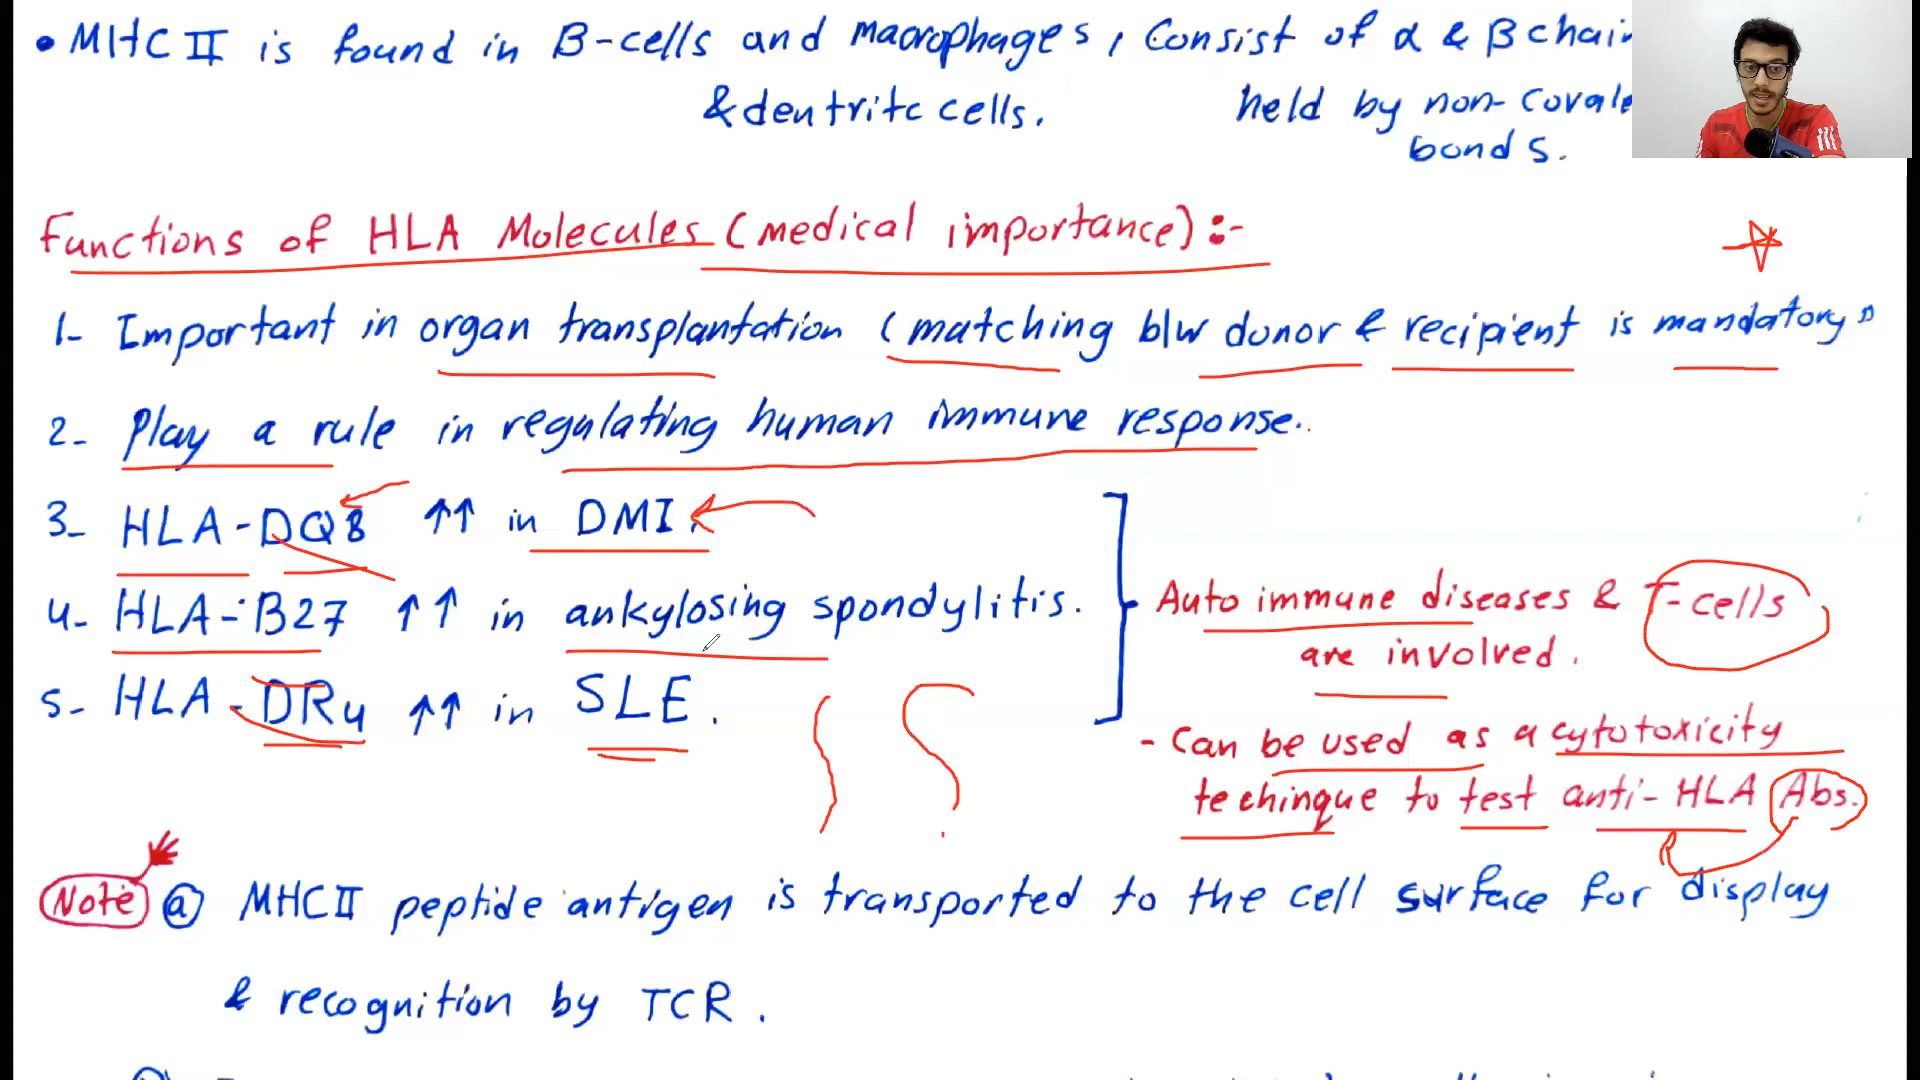 • MHC II is found in B-cells and macrophages, Consist of α & β chain
& dentritc cells. held by non-covale
bonds.
Functions of HLA Molecules (medical importance) :-
1- Important in organ transplantation (matching b/w donor & recipient is mandatory)
2- Play a rule in regulating human immune response.
3- HLA-DQ8 ↑↑ in DMI.
4- HLA-B27 ↑↑ in ankylosing spondylitis.
5- HLA-DR4 ↑↑ in SLE.
Auto immune diseases & T-cells
are involved.
- Can be used as a cytotoxicity
techinque to test anti-HLA Abs.
Note a MHCII peptide antigen is transported to the cell surface for display
& recognition by TCR.